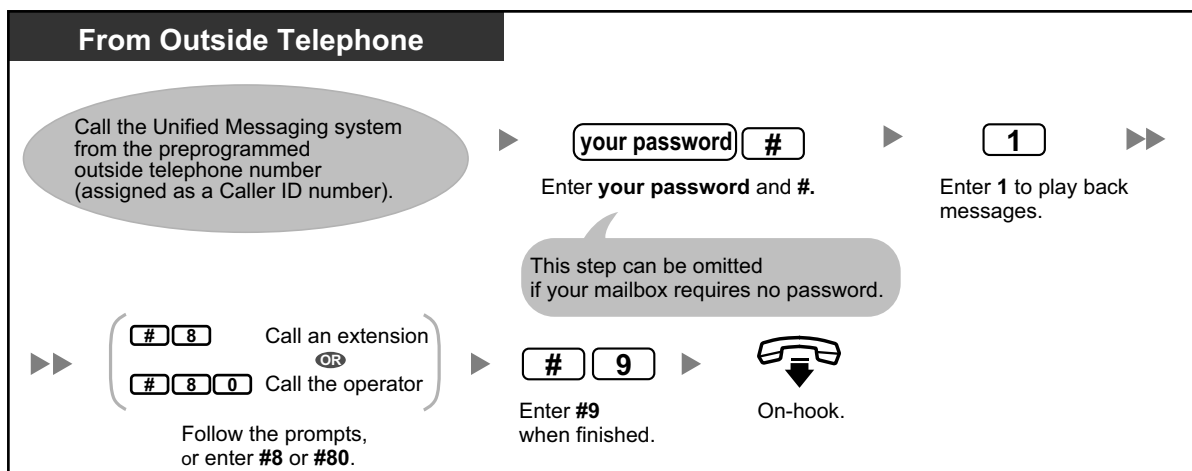 From Outside Telephone
Call the Unified Messaging system
from the preprogrammed
outside telephone number
(assigned as a Caller ID number).
your password #
Enter your password and #.
This step can be omitted
if your mailbox requires no password.
1
Enter 1 to play back
messages.
# 8 Call an extension
OR
# 8 0 Call the operator
Follow the prompts,
or enter #8 or #80.
# 9
Enter #9
when finished.
On-hook.